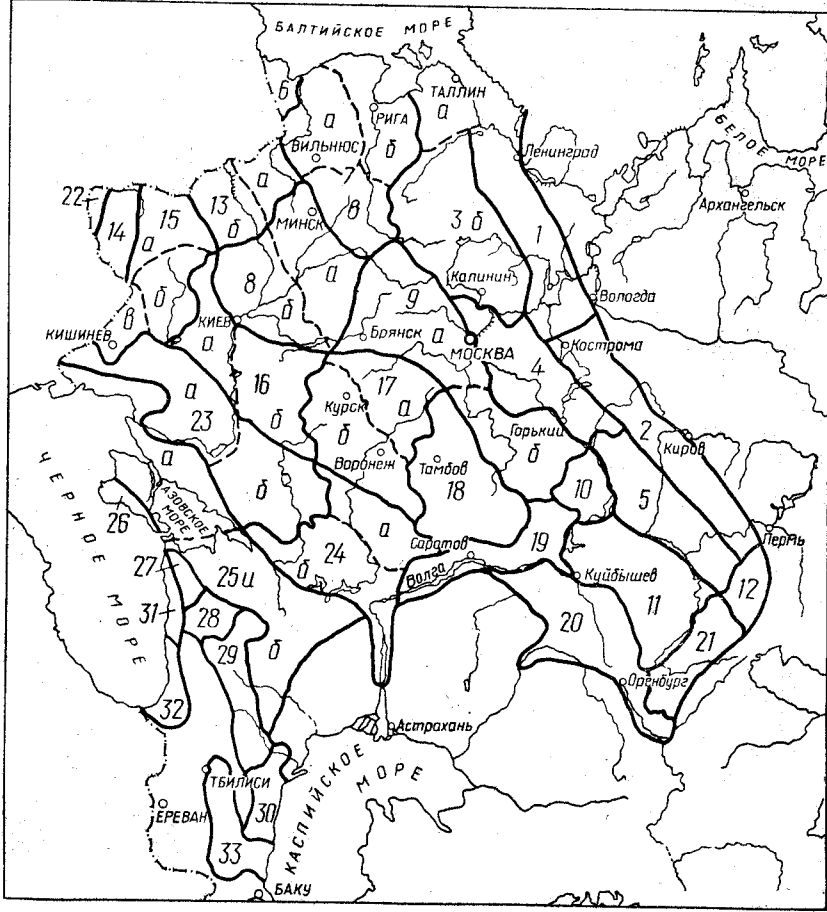 БАЛТИЙСКОЕ МОРЕ
ТАЛЛИН
а
6
а
РИГА
б
ВИЛЬНЮС
Ленинград
БЕЛОЕ МОРЕ
Архангельск
22
14
15
а
13
б
а
7
МИНСК
в
3 б
1
Калинин
Вологда
8
а
9
б
в
б
КИЕВ
а
КИШИНЕВ
Брянск
а
МОСКВА
Кострома
4
16
17
а
Курск
2
а
23
б
б
Воронеж
Тамбов
18
Горький
б
Киров
10
5
ЧЕРНОЕ МОРЕ
а
АЗОВСКОЕ МОРЕ
б
26
24
а
Саратов
19
Пермь
Волга
Куйбышев
12
27
25 и
б
11
31
28
20
21
29
б
Оренбург
32
Астрахань
ТБИЛИСИ
КАСПИЙСКОЕ МОРЕ
ЕРЕВАН
30
33
БАКУ